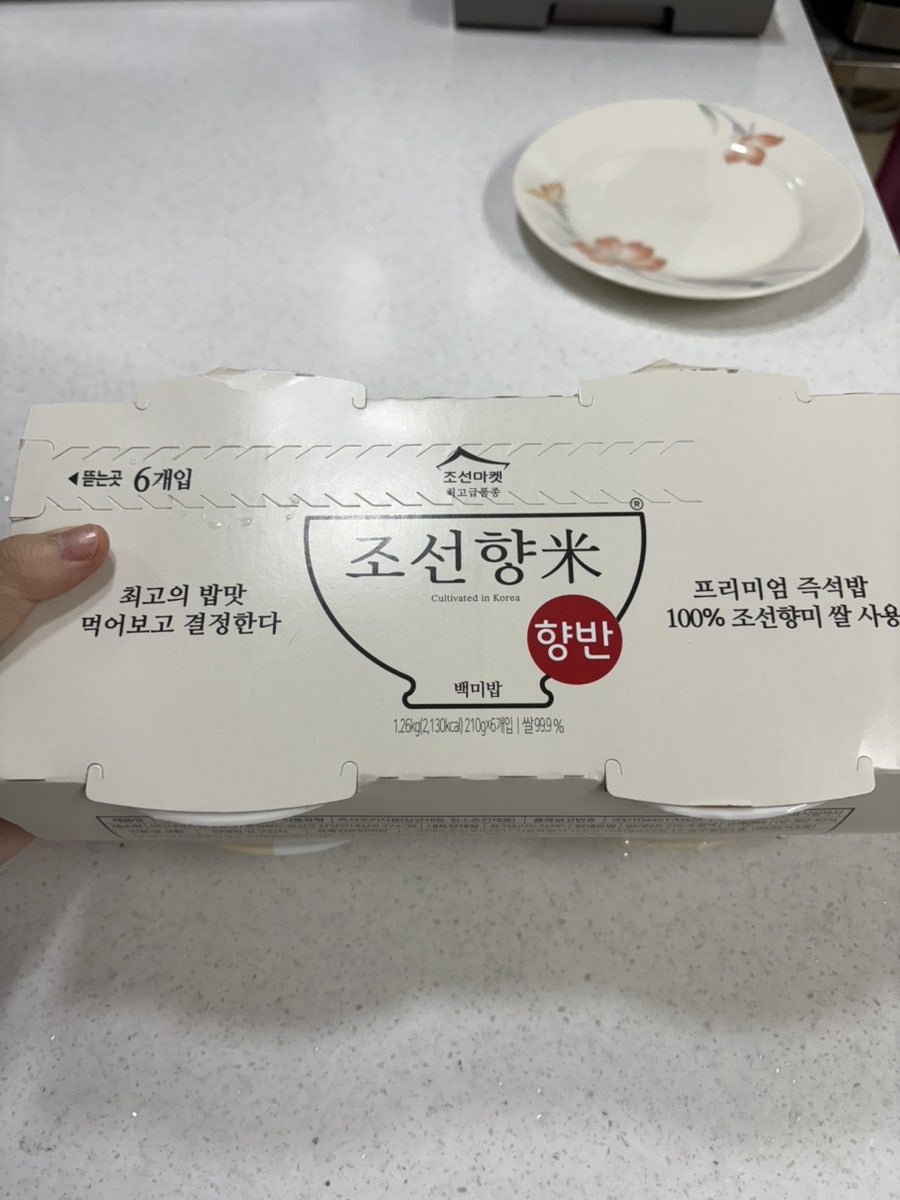 ◀뜯는곳 6개입
조선마켓
최고급품종
®
조선향米
Cultivated in Korea
향반
백미밥
1.26kg(2,130kcal) 210g×6개입 | 쌀 99.9 %
최고의 밥맛
먹어보고 결정한다
프리미엄 즉석밥
100% 조선향미 쌀 사용